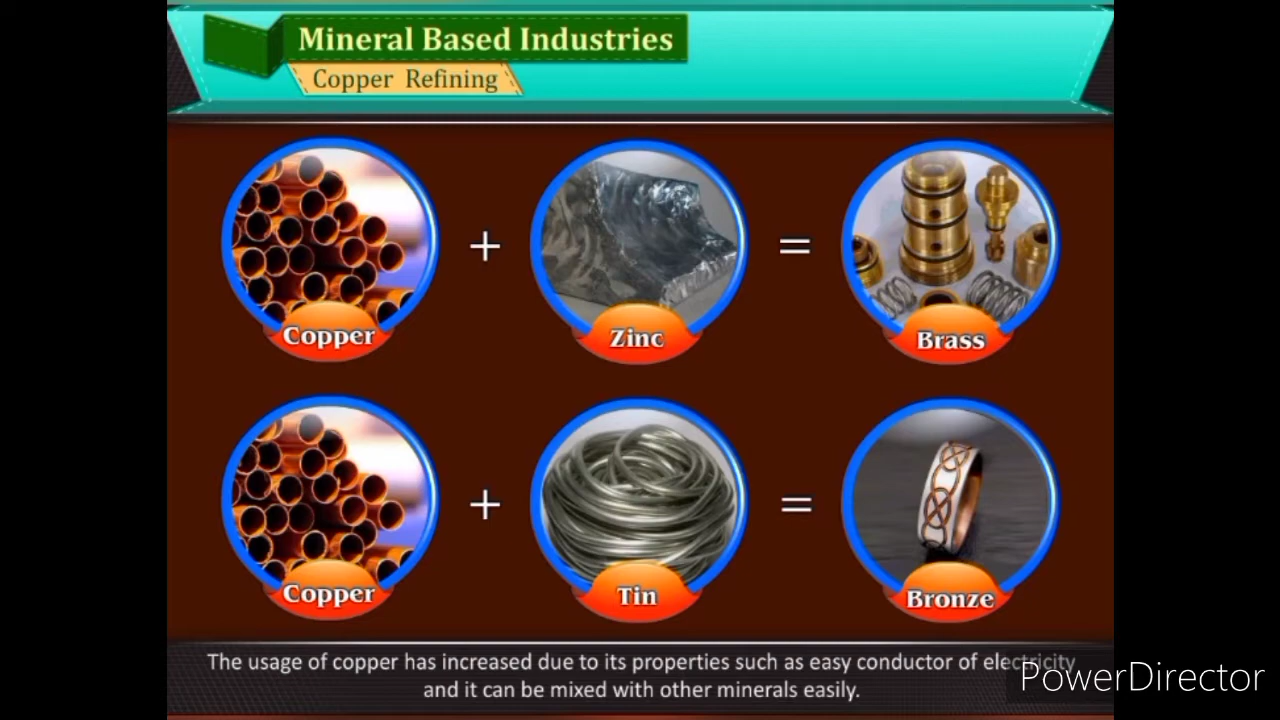 Mineral Based Industries
Copper Refining
Copper
+
Zinc
=
Brass
Copper
+
Tin
=
Bronze
The usage of copper has increased due to its properties such as easy conductor of electricity
and it can be mixed with other minerals easily.
PowerDirector